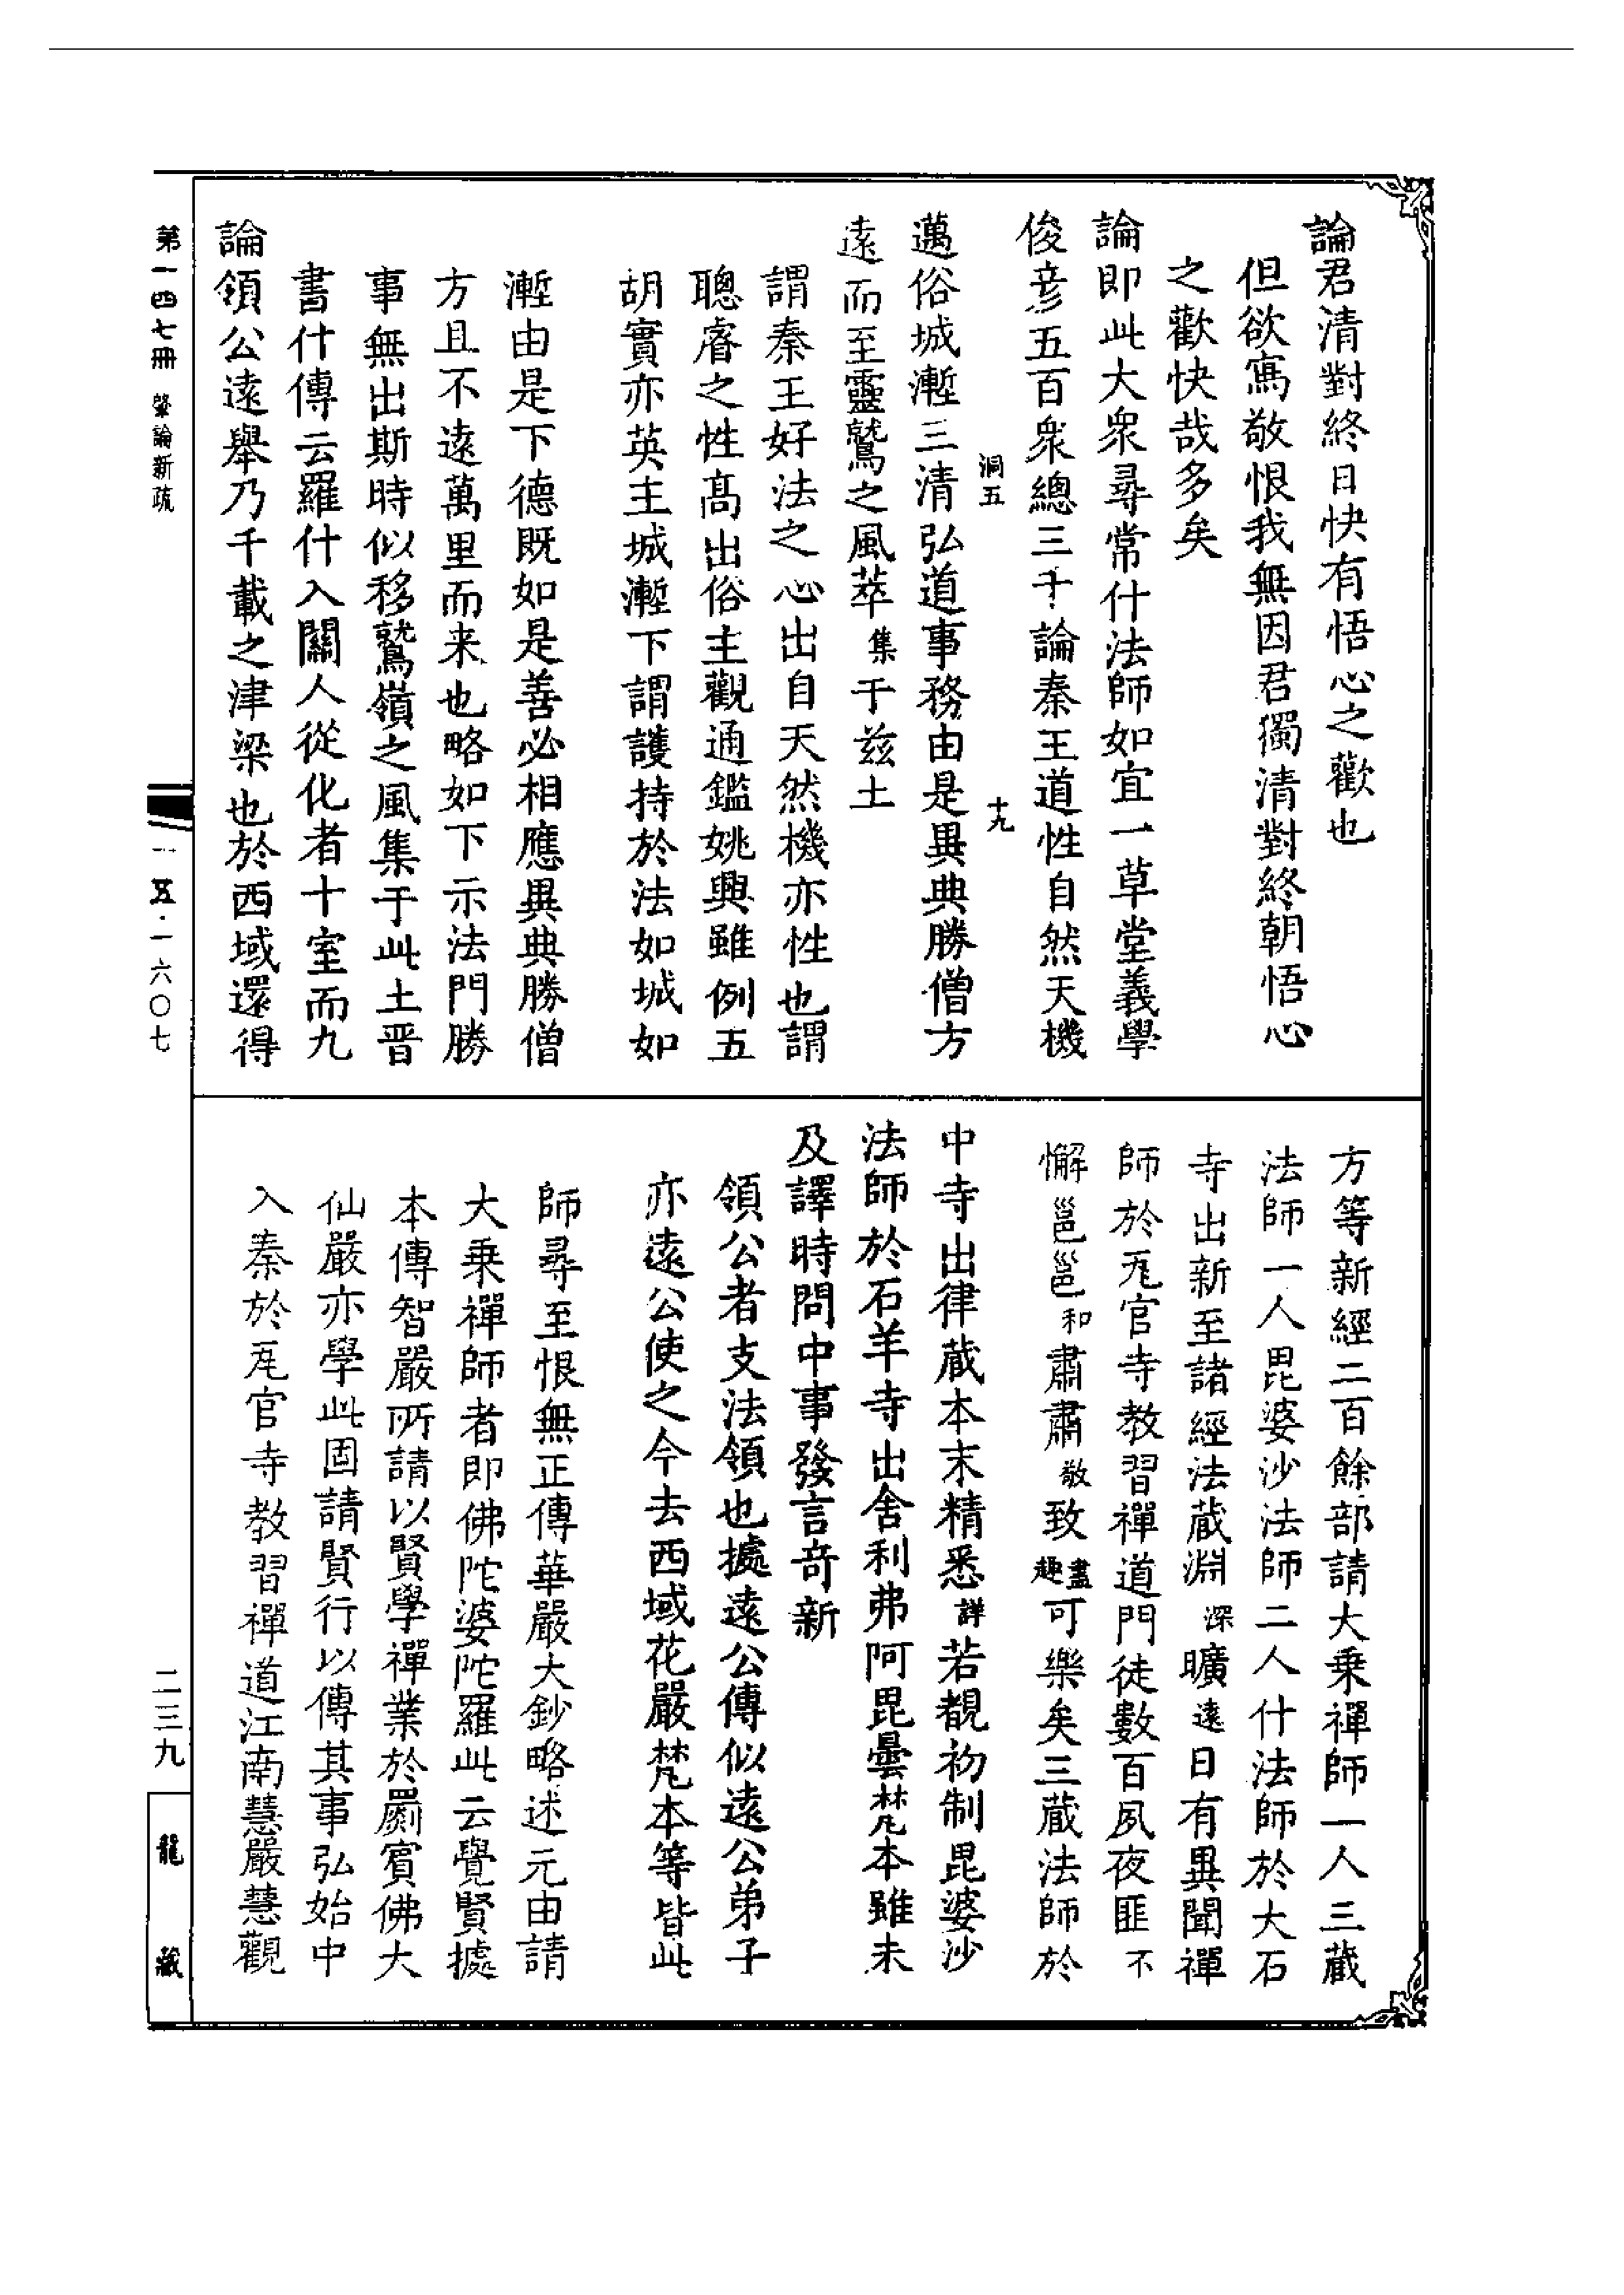 論君清對終日快有悟心之歡也
但欲寫敬恨我無因君獨清對終朝悟心
之歡快哉多矣
論即此大衆尋常什法師如宜一草堂義學
俊彥五百衆總三千論秦王道性自然天機
洞五
十九
邁俗城塹三清弘道事務由是異典勝僧方
遠而至靈鷲之風萃集于茲土
謂秦王好法之心出自天然機亦性也謂
聰睿之性高出俗主觀通鑑姚興雖例五
胡實亦英主城塹下謂護持於法如城如
塹由是下德既如是善必相應異典勝僧
方且不遠萬里而来也略如下示法門勝
事無出斯時似移鷲嶺之風集于此土晋
書什傳云羅什入關人從化者十室而九
論領公遠舉乃千載之津梁也於西域還得
方等新經二百餘部請大乗禪師一人三藏
法師一人毘婆沙法師二人什法師於大石
寺出新至諸經法藏淵深曠遠日有異聞禪
師於瓦官寺教習禪道門徒數百夙夜匪不
懈邕邕和肅肅敬致盡趣可樂矣三藏法師於
中寺出律藏本末精悉詳若覩初制毘婆沙
法師於石羊寺出舍利弗阿毘曇梵本雖未
及譯時問中事發言奇新
領公者支法領也據遠公傳似遠公弟子
亦遠公使之今去西域花嚴梵本等皆此
師尋至恨無正傳華嚴大鈔略述元由請
大乗禪師者即佛陀婆陀羅此云覺賢據
本傳智嚴所請以賢學禪業於罽賓佛大
仙嚴亦學此固請賢行以傳其事弘始中
入秦於瓦官寺教習禪道江南慧嚴慧觀
第一四七冊 肇論新疏
一五·一六〇七
二三九
龍藏